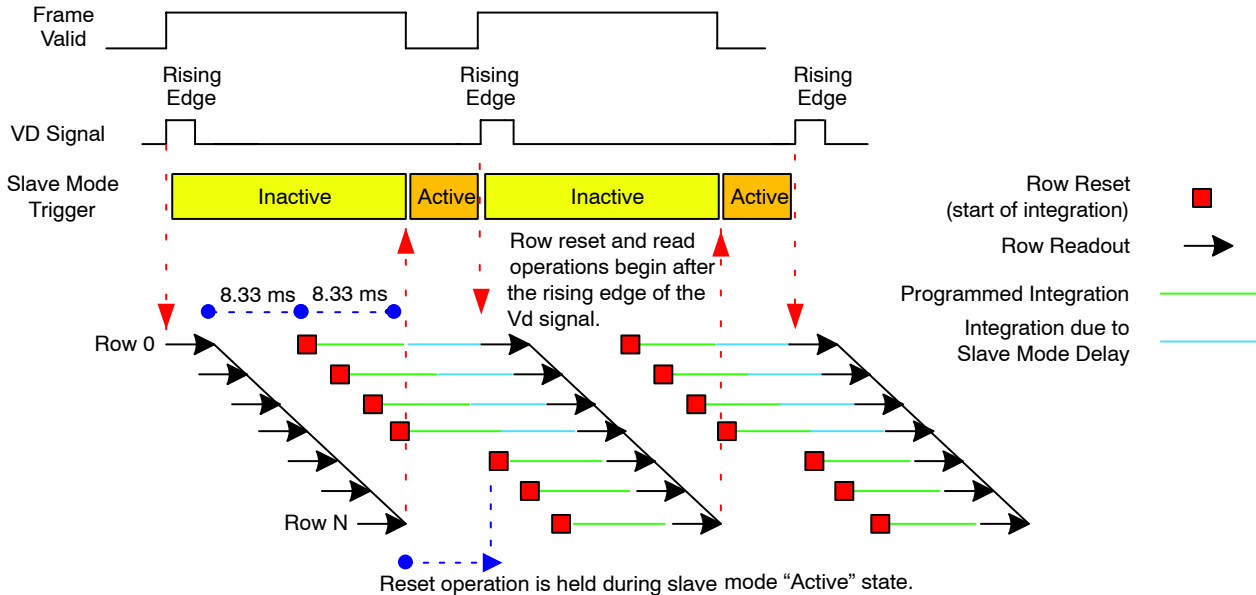 Frame
Valid
Rising
Edge
Rising
Edge
Rising
Edge
VD Signal
Slave Mode
Trigger
Inactive
Active
Inactive
Active
Row Reset
(start of integration)
Row Readout
Programmed Integration
Integration due to
Slave Mode Delay
Row reset and read
operations begin after
the rising edge of the
Vd signal.
8.33 ms
8.33 ms
Row 0
Row N
Reset operation is held during slave mode “Active” state.